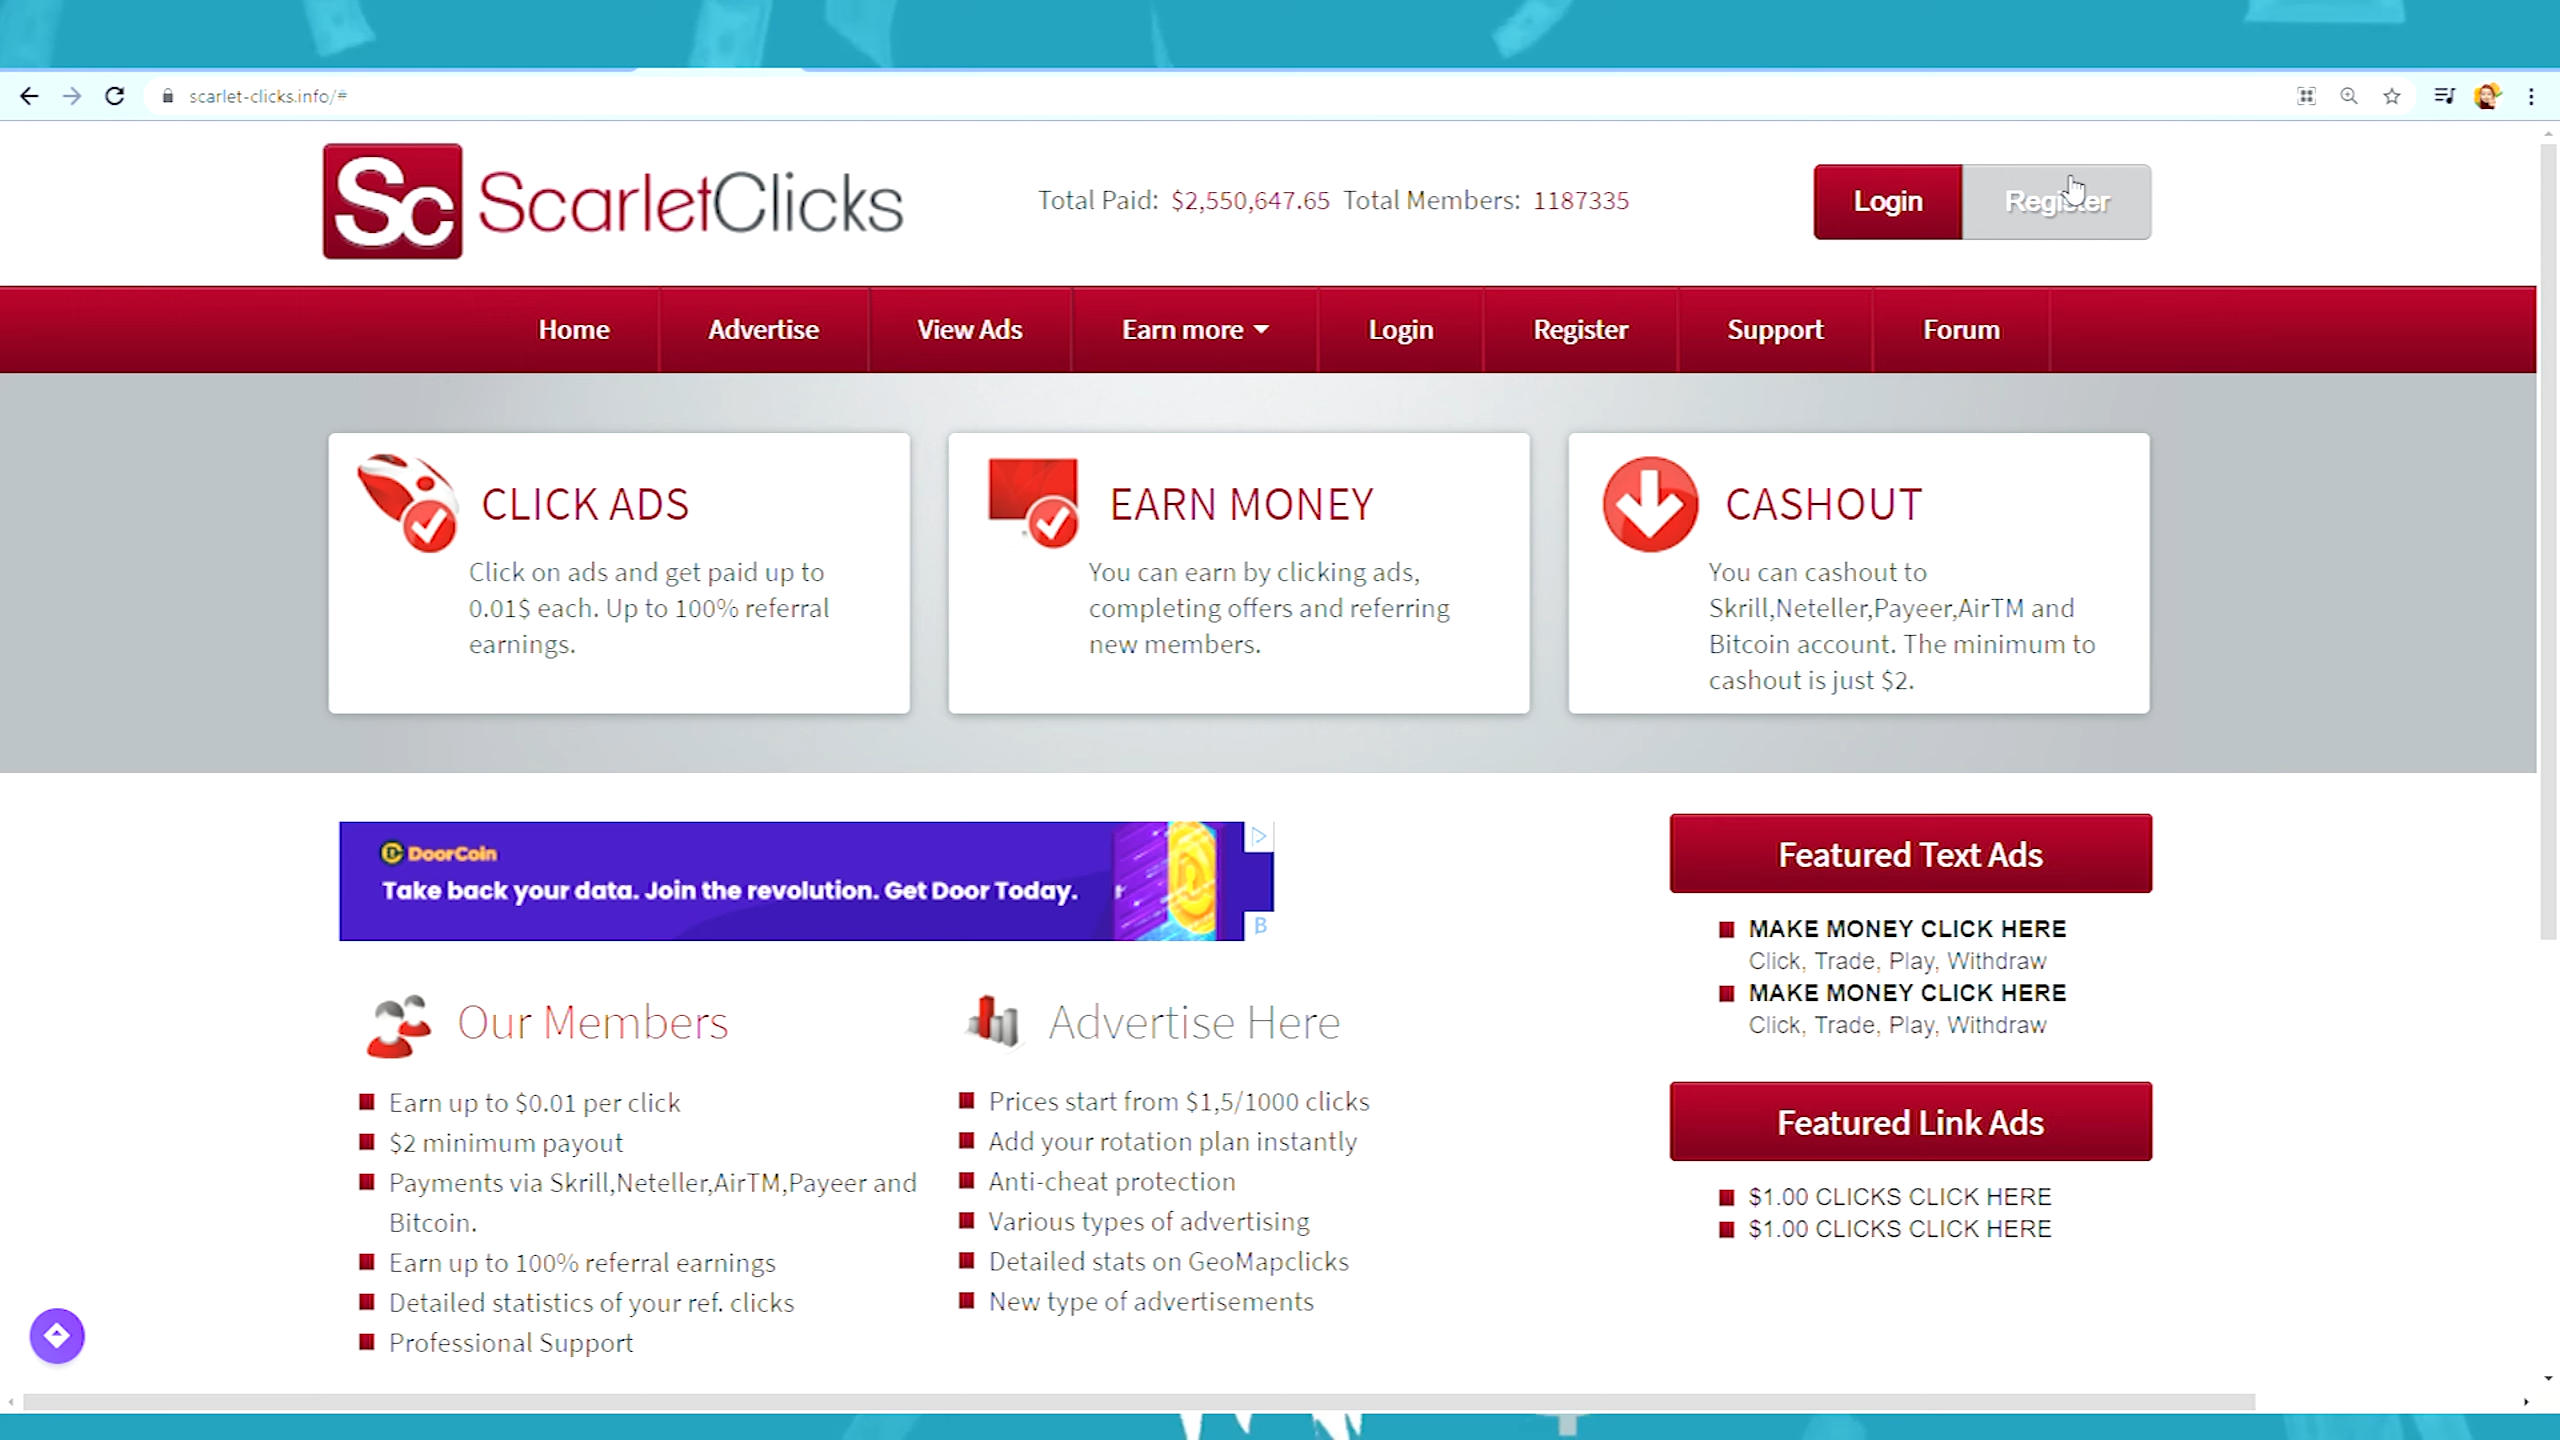 scarlet-clicks.info/#
Sc ScarletClicks
Total Paid: $2,550,647.65 Total Members: 1187335
Login
Register
Home
Advertise
View Ads
Earn more
Login
Register
Support
Forum
CLICK ADS
Click on ads and get paid up to
0.01$ each. Up to 100% referral
earnings.
EARN MONEY
You can earn by clicking ads,
completing offers and referring
new members.
CASHOUT
You can cashout to
Skrill,Neteller,Payeer,AirTM and
Bitcoin account. The minimum to
cashout is just $2.
DoorCoin
Take back your data. Join the revolution. Get Door Today.
B
Our Members
Earn up to $0.01 per click
$2 minimum payout
Payments via Skrill,Neteller,AirTM,Payeer and
Bitcoin.
Earn up to 100% referral earnings
Detailed statistics of your ref. clicks
Professional Support
Advertise Here
Prices start from $1,5/1000 clicks
Add your rotation plan instantly
Anti-cheat protection
Various types of advertising
Detailed stats on GeoMapclicks
New type of advertisements
Featured Text Ads
MAKE MONEY CLICK HERE
Click, Trade, Play, Withdraw
MAKE MONEY CLICK HERE
Click, Trade, Play, Withdraw
Featured Link Ads
$1.00 CLICKS CLICK HERE
$1.00 CLICKS CLICK HERE